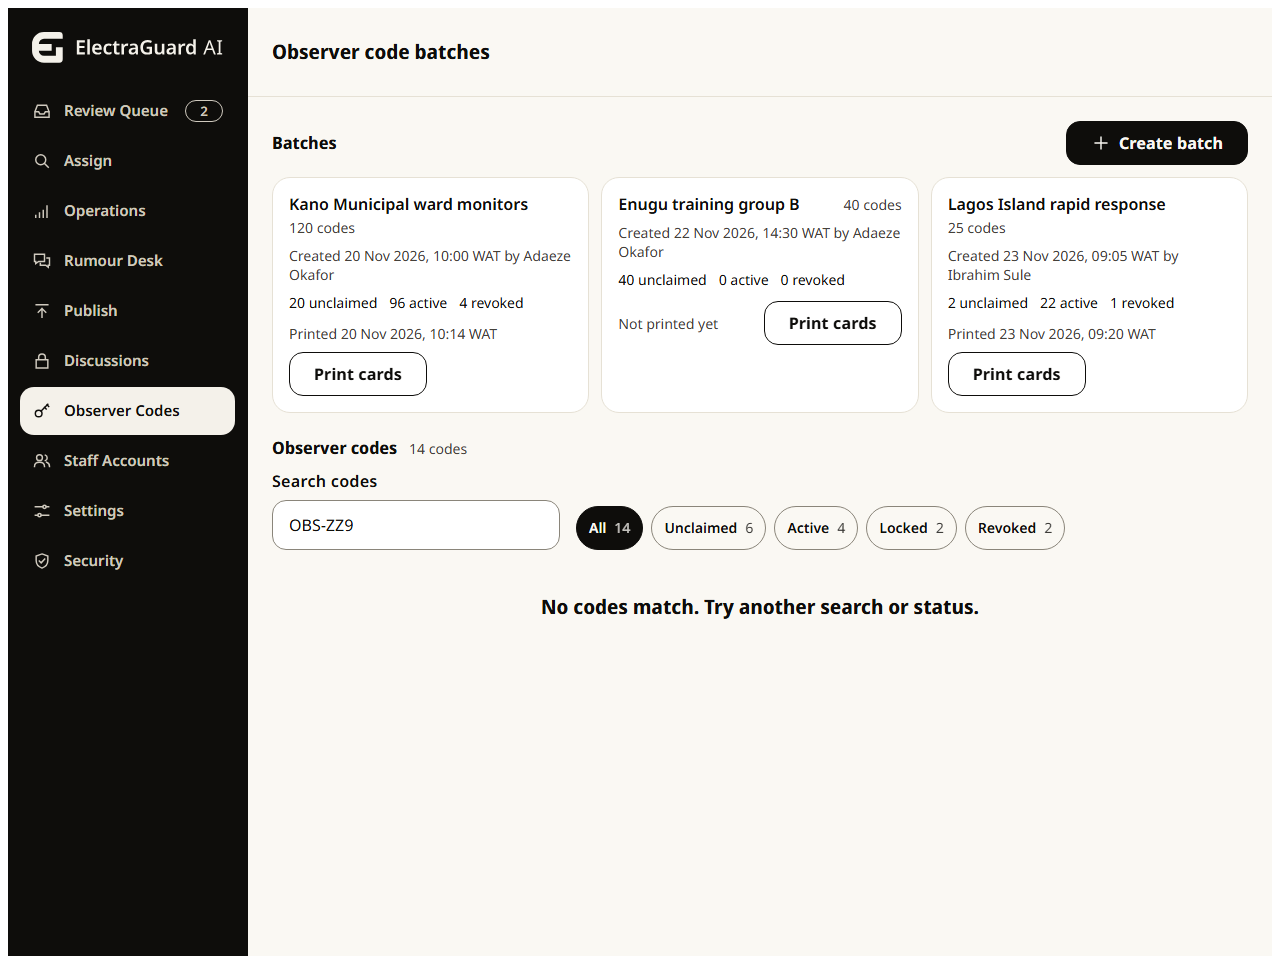 ElectraGuard AI
Review Queue 2
Assign
Operations
Rumour Desk
Publish
Discussions
Observer Codes
Staff Accounts
Settings
Security
Observer code batches
Batches
Create batch
Kano Municipal ward monitors
120 codes
Created 20 Nov 2026, 10:00 WAT by Adaeze
Okafor
20 unclaimed 96 active 4 revoked
Printed 20 Nov 2026, 10:14 WAT
Print cards
Enugu training group B 40 codes
Created 22 Nov 2026, 14:30 WAT by Adaeze
Okafor
40 unclaimed 0 active 0 revoked
Not printed yet Print cards
Lagos Island rapid response
25 codes
Created 23 Nov 2026, 09:05 WAT by
Ibrahim Sule
2 unclaimed 22 active 1 revoked
Printed 23 Nov 2026, 09:20 WAT
Print cards
Observer codes 14 codes
Search codes
OBS-ZZ9
All 14 Unclaimed 6 Active 4 Locked 2 Revoked 2
No codes match. Try another search or status.